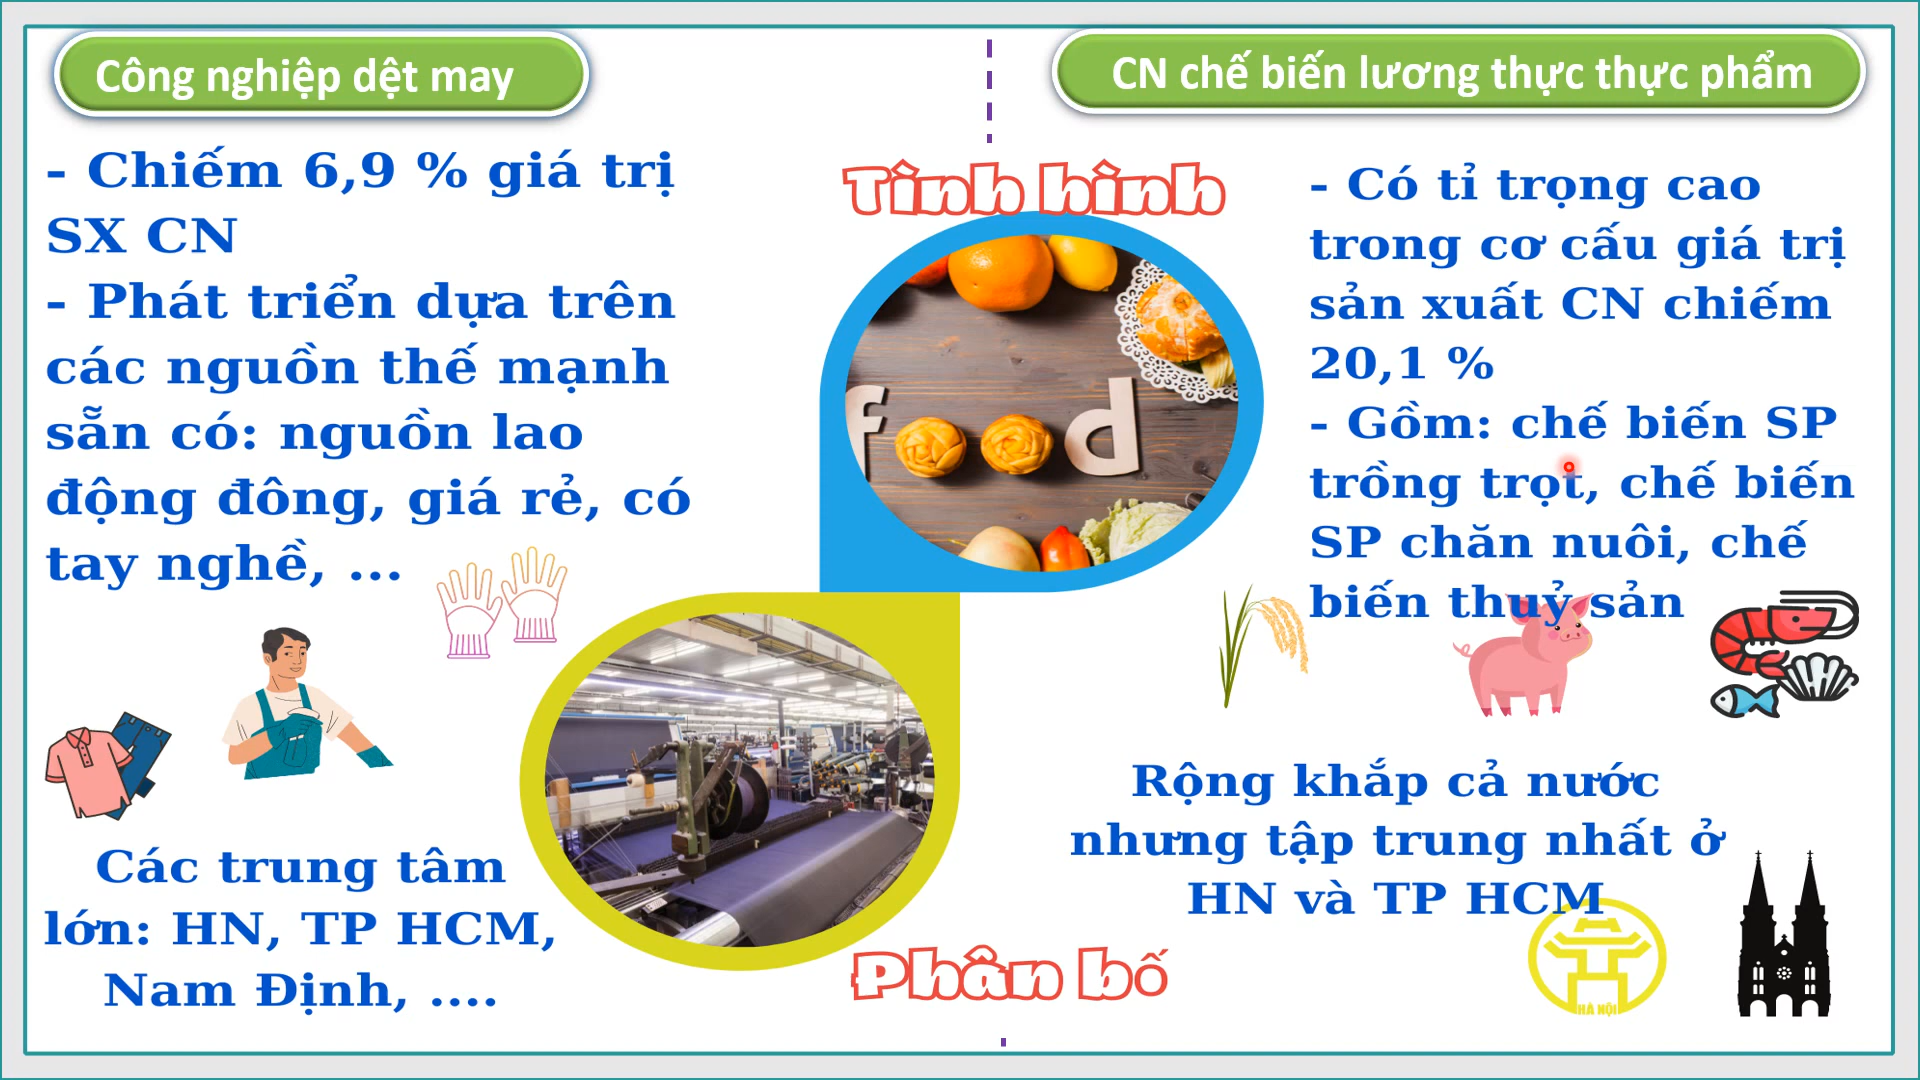 Công nghiệp dệt may
CN chế biến lương thực thực phẩm
- Chiếm 6,9 % giá trị
SX CN
- Phát triển dựa trên
các nguồn thế mạnh
sẵn có: nguồn lao
động đông, giá rẻ, có
tay nghề, ...
Tình hình
food
- Có tỉ trọng cao
trong cơ cấu giá trị
sản xuất CN chiếm
20,1 %
- Gồm: chế biến SP
trồng trọt, chế biến
SP chăn nuôi, chế
biến thuỷ sản
Các trung tâm
lớn: HN, TP HCM,
Nam Định, ....
Phân bố
Rộng khắp cả nước
nhưng tập trung nhất ở
HN và TP HCM
HÀ NỘI